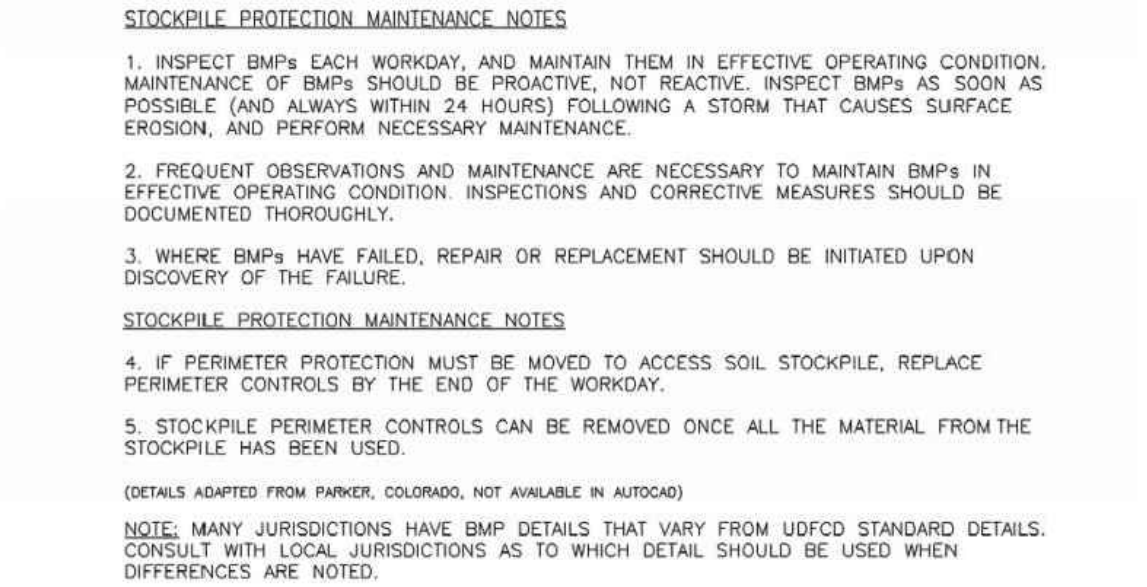 STOCKPILE PROTECTION MAINTENANCE NOTES
1. INSPECT BMPs EACH WORKDAY, AND MAINTAIN THEM IN EFFECTIVE OPERATING CONDITION.
MAINTENANCE OF BMPs SHOULD BE PROACTIVE, NOT REACTIVE. INSPECT BMPs AS SOON AS
POSSIBLE (AND ALWAYS WITHIN 24 HOURS) FOLLOWING A STORM THAT CAUSES SURFACE
EROSION, AND PERFORM NECESSARY MAINTENANCE.
2. FREQUENT OBSERVATIONS AND MAINTENANCE ARE NECESSARY TO MAINTAIN BMPs IN
EFFECTIVE OPERATING CONDITION. INSPECTIONS AND CORRECTIVE MEASURES SHOULD BE
DOCUMENTED THOROUGHLY.
3. WHERE BMPs HAVE FAILED, REPAIR OR REPLACEMENT SHOULD BE INITIATED UPON
DISCOVERY OF THE FAILURE.
STOCKPILE PROTECTION MAINTENANCE NOTES
4. IF PERIMETER PROTECTION MUST BE MOVED TO ACCESS SOIL STOCKPILE, REPLACE
PERIMETER CONTROLS BY THE END OF THE WORKDAY.
5. STOCKPILE PERIMETER CONTROLS CAN BE REMOVED ONCE ALL THE MATERIAL FROM THE
STOCKPILE HAS BEEN USED.
(DETAILS ADAPTED FROM PARKER, COLORADO, NOT AVAILABLE IN AUTOCAD)
NOTE: MANY JURISDICTIONS HAVE BMP DETAILS THAT VARY FROM UDFCD STANDARD DETAILS.
CONSULT WITH LOCAL JURISDICTIONS AS TO WHICH DETAIL SHOULD BE USED WHEN
DIFFERENCES ARE NOTED.